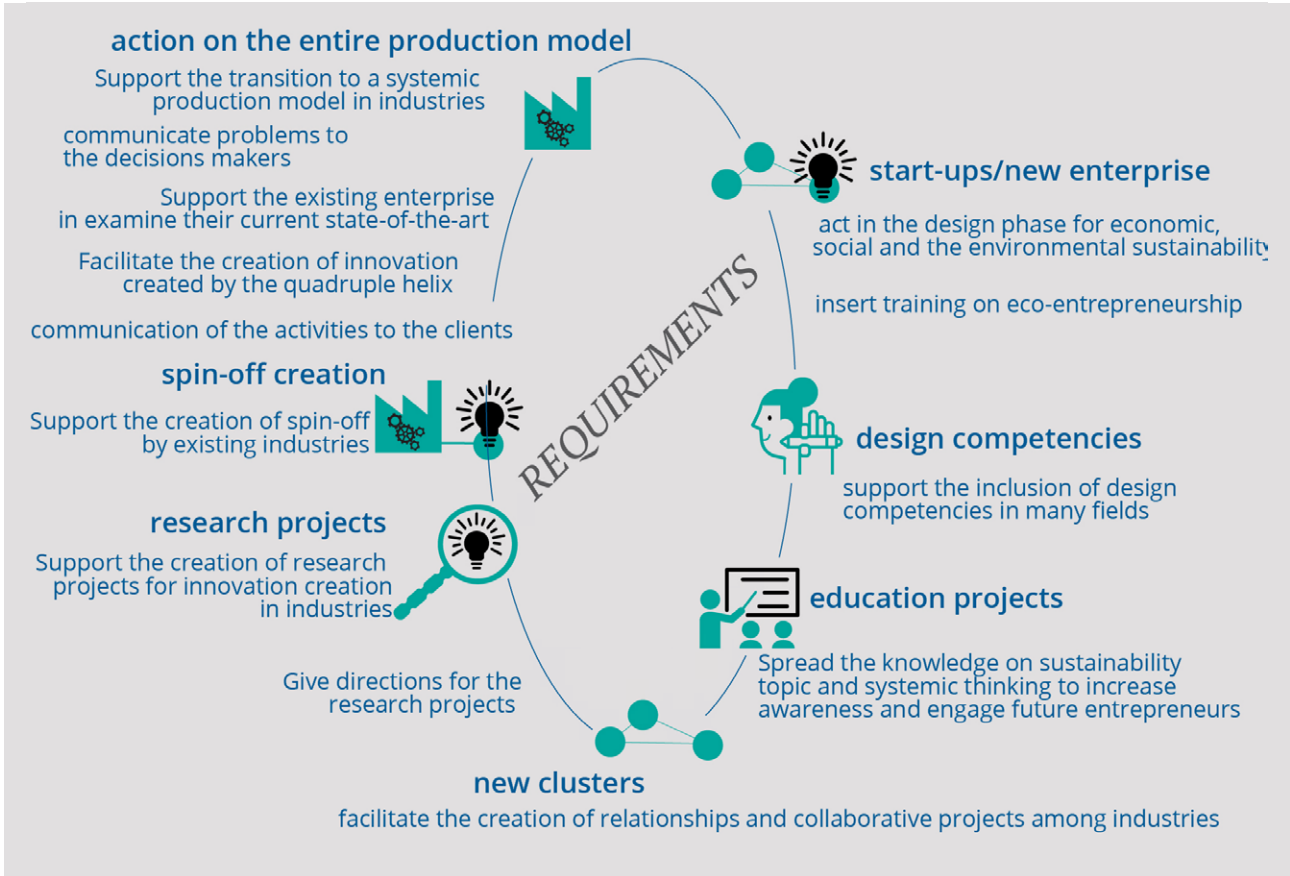 action on the entire production model
Support the transition to a systemic
production model in industries
communicate problems to
the decisions makers
Support the existing enterprise
in examine their current state-of-the-art
Facilitate the creation of innovation
created by the quadruple helix
communication of the activities to the clients
spin-off creation
Support the creation of spin-off
by existing industries
research projects
Support the creation of research
projects for innovation creation
in industries
Give directions for the
research projects
REQUIREMENTS
start-ups/new enterprise
act in the design phase for economic,
social and the environmental sustainability
insert training on eco-entrepreneurship
design competencies
support the inclusion of design
competencies in many fields
education projects
Spread the knowledge on sustainability
topic and systemic thinking to increase
awareness and engage future entrepreneurs
new clusters
facilitate the creation of relationships and collaborative projects among industries